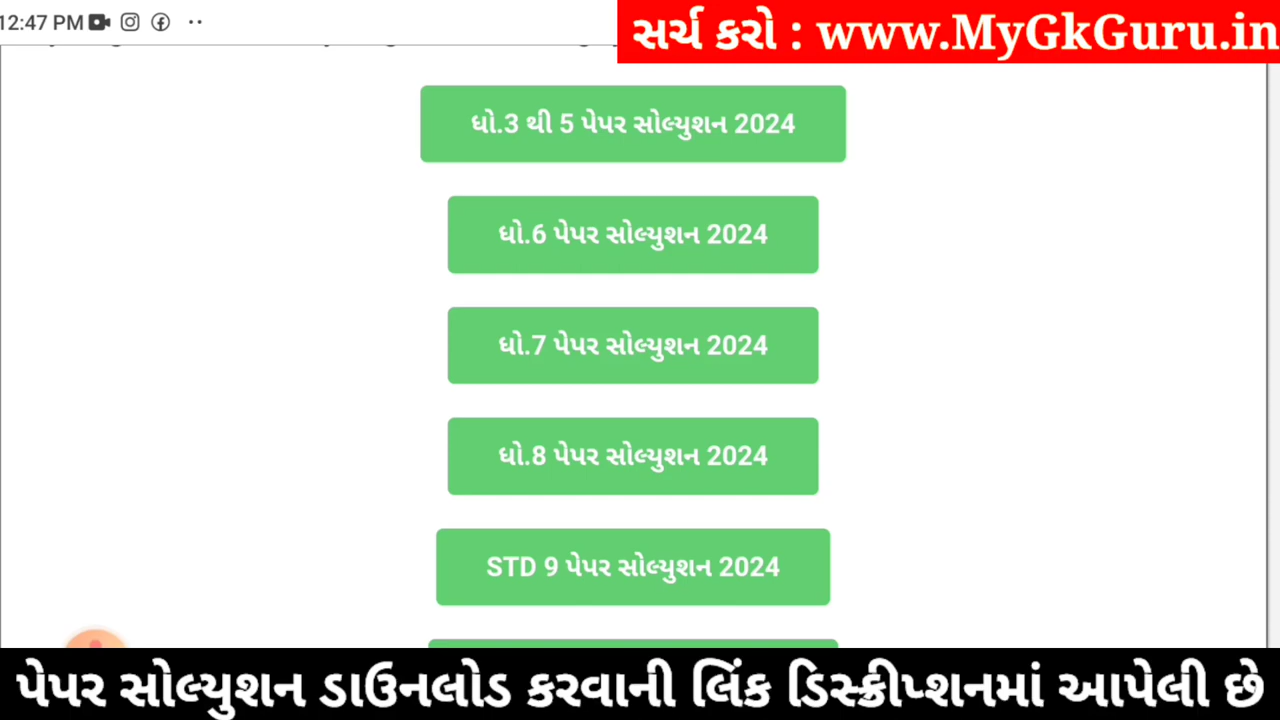 12:47 PM
સર્ચ કરો : www.MyGkGuru.in
ધો.3 થી 5 પેપર સોલ્યુશન 2024
ધો.6 પેપર સોલ્યુશન 2024
ધો.7 પેપર સોલ્યુશન 2024
ધો.8 પેપર સોલ્યુશન 2024
STD 9 પેપર સોલ્યુશન 2024
પેપર સોલ્યુશન ડાઉનલોડ કરવાની લિંક ડિસ્ક્રીપ્શનમાં આપેલી છે